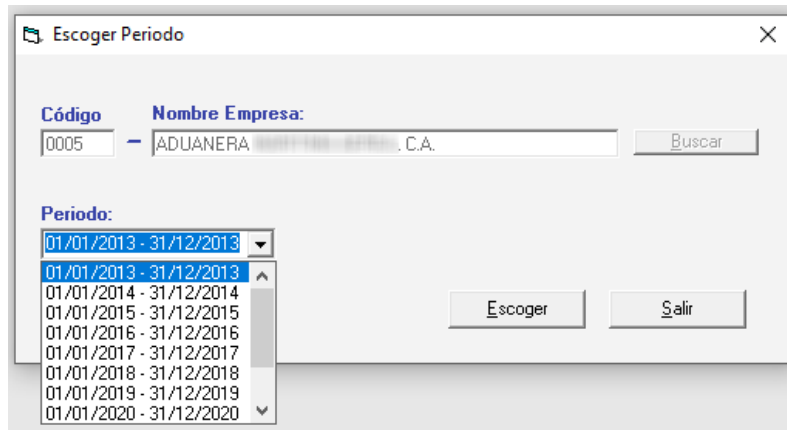 Escoger Periodo
Código Nombre Empresa:
0005 – ADUANERA . C.A. Buscar
Periodo:
01/01/2013 - 31/12/2013
01/01/2013 - 31/12/2013
01/01/2014 - 31/12/2014
01/01/2015 - 31/12/2015
01/01/2016 - 31/12/2016
01/01/2017 - 31/12/2017
01/01/2018 - 31/12/2018
01/01/2019 - 31/12/2019
01/01/2020 - 31/12/2020
Escoger Salir